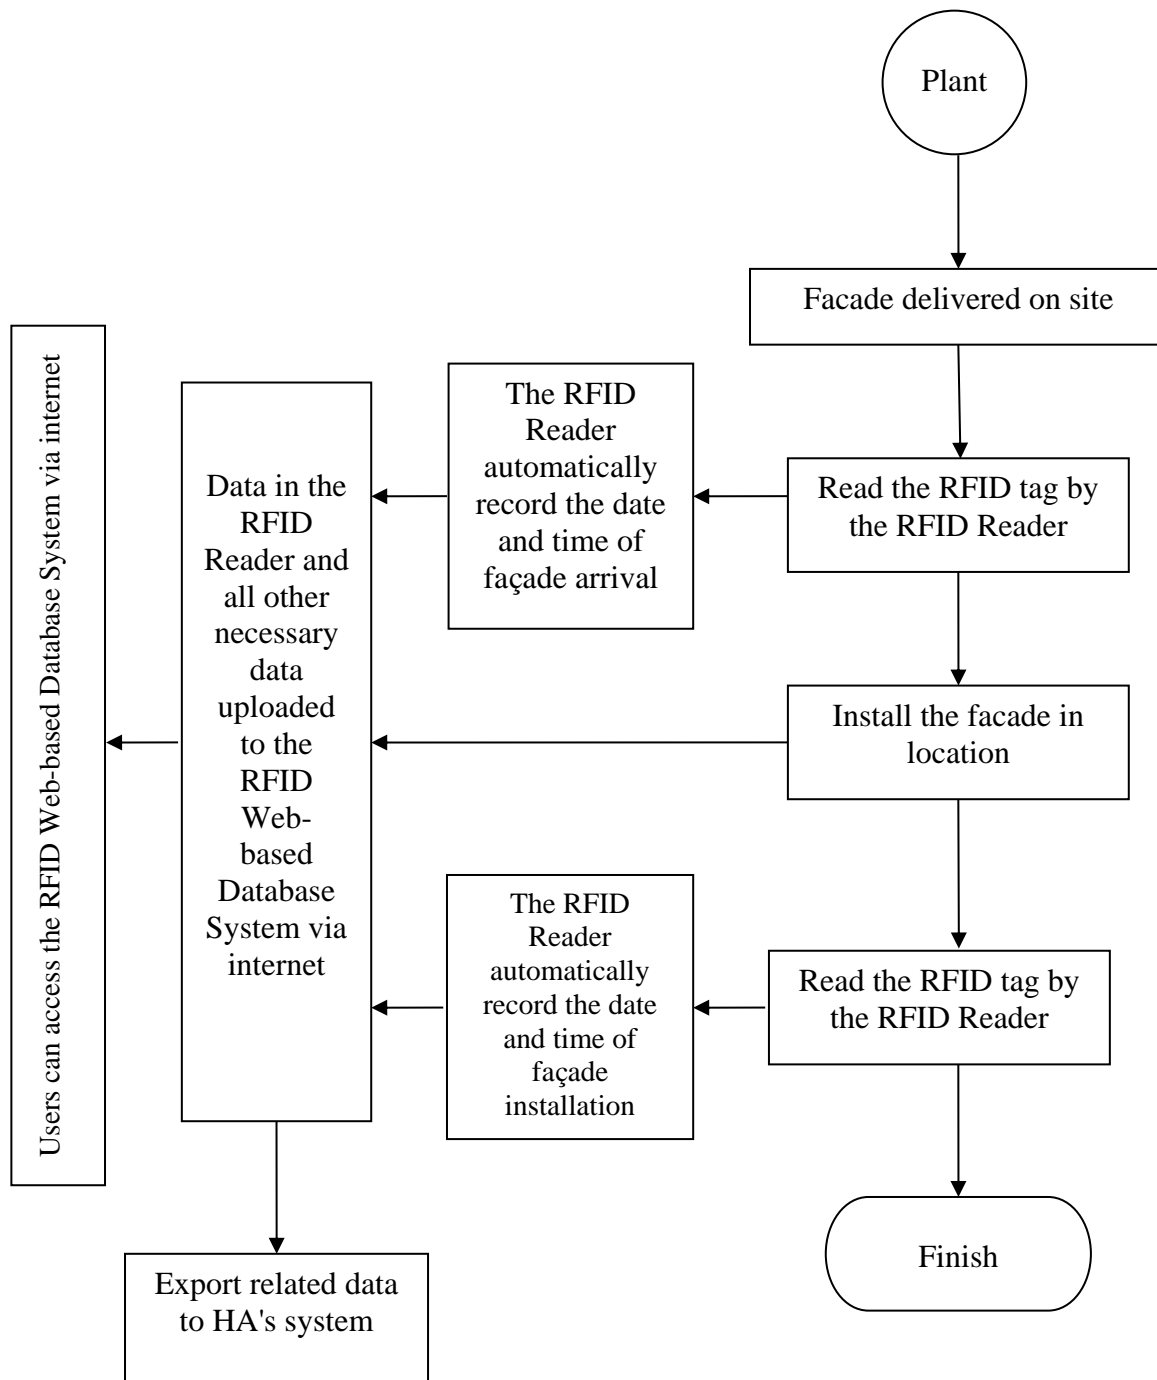 Plant
Facade delivered on site
Users can access the RFID Web-based Database System via internet
Data in the
RFID
Reader and
all other
necessary
data
uploaded
to the
RFID
Web-
based
Database
System via
internet
The RFID
Reader
automatically
record the date
and time of
façade arrival
Read the RFID tag by
the RFID Reader
Install the facade in
location
The RFID
Reader
automatically
record the date
and time of
façade
installation
Read the RFID tag by
the RFID Reader
Finish
Export related data
to HA's system